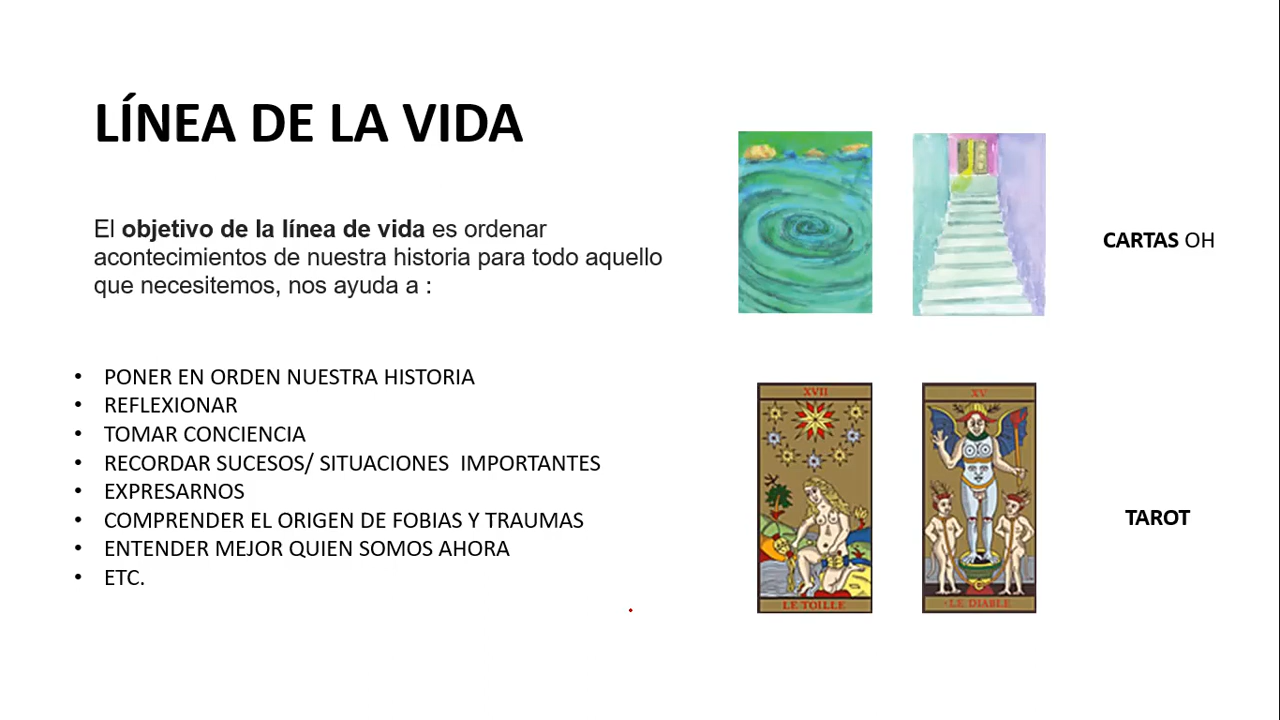 LÍNEA DE LA VIDA
El objetivo de la línea de vida es ordenar
acontecimientos de nuestra historia para todo aquello
que necesitemos, nos ayuda a :
• PONER EN ORDEN NUESTRA HISTORIA
• REFLEXIONAR
• TOMAR CONCIENCIA
• RECORDAR SUCESOS/ SITUACIONES  IMPORTANTES
• EXPRESARNOS
• COMPRENDER EL ORIGEN DE FOBIAS Y TRAUMAS
• ENTENDER MEJOR QUIEN SOMOS AHORA
• ETC.
CARTAS OH
XVII
LE TOILLE
XV
LE DIABLE
TAROT